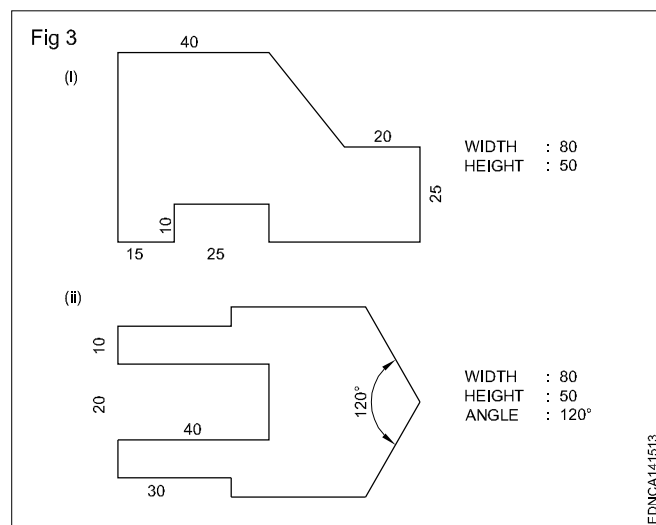 Fig 3
40
(i)
20
WIDTH : 80
HEIGHT : 50
25
10
15
25
(ii)
10
20
120°
WIDTH : 80
HEIGHT : 50
ANGLE : 120°
40
30
FDNCA141513